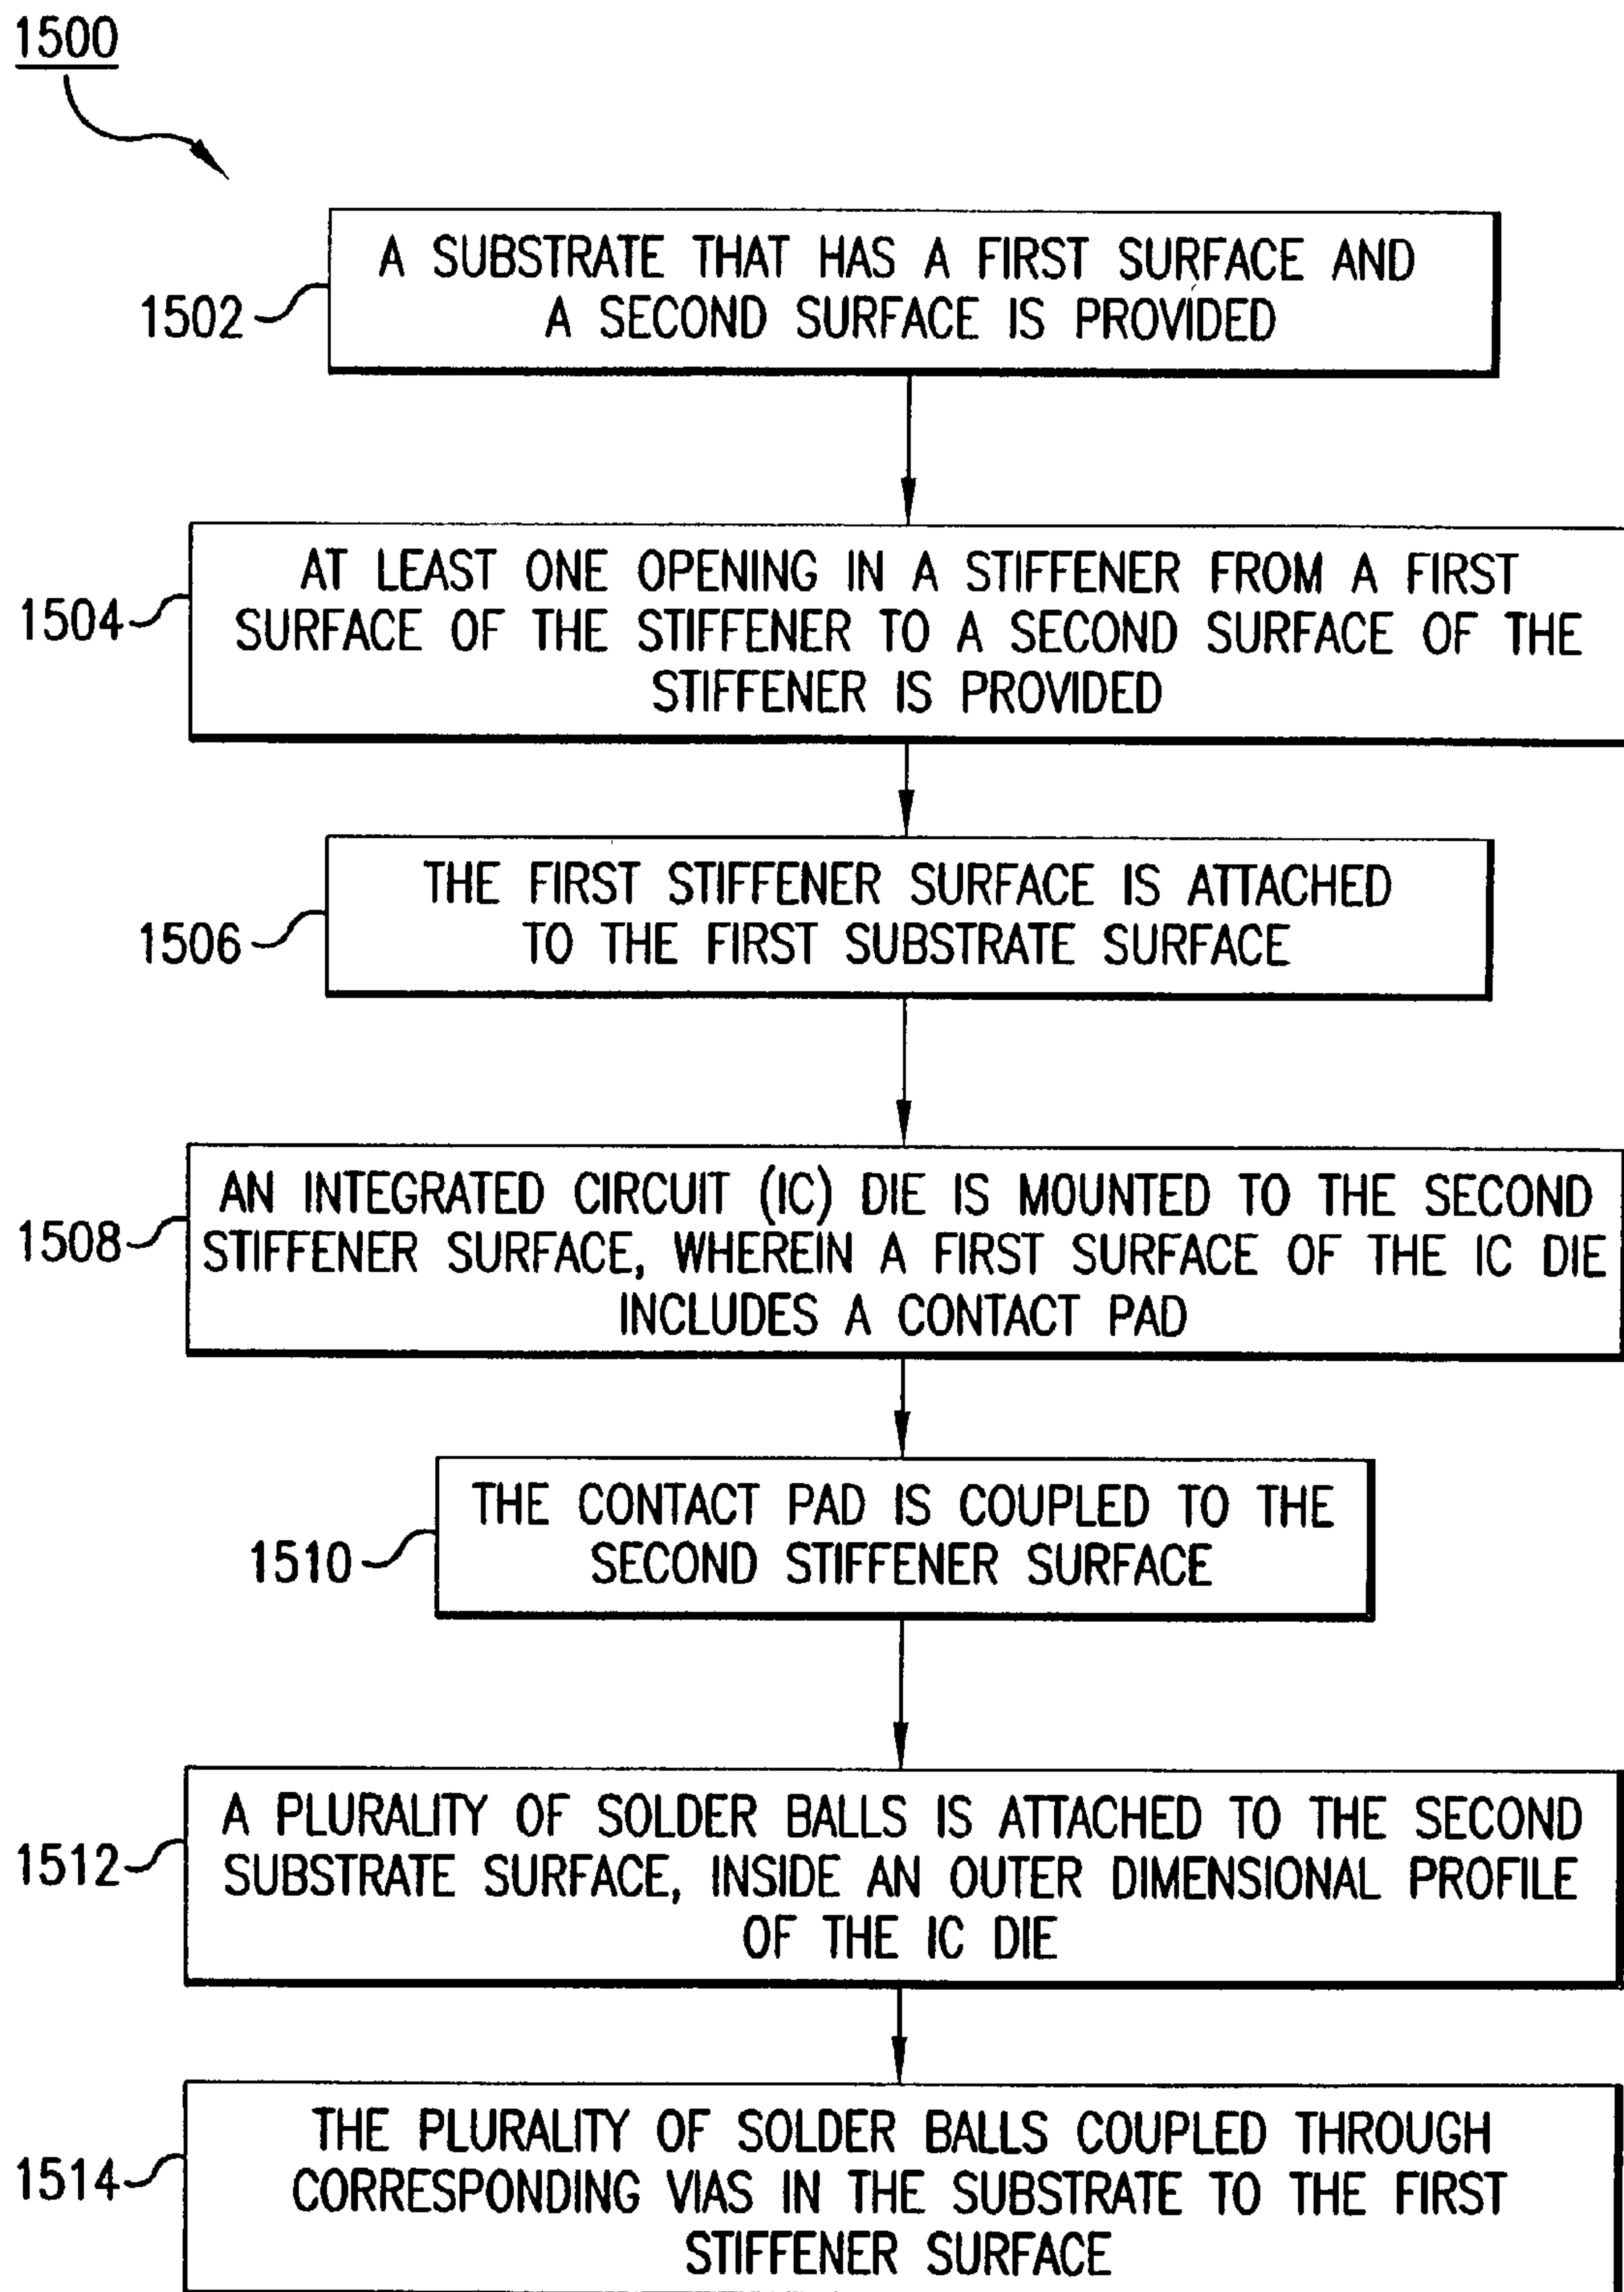 1500
A SUBSTRATE THAT HAS A FIRST SURFACE AND
A SECOND SURFACE IS PROVIDED
1502
AT LEAST ONE OPENING IN A STIFFENER FROM A FIRST
SURFACE OF THE STIFFENER TO A SECOND SURFACE OF THE
STIFFENER IS PROVIDED
1504
THE FIRST STIFFENER SURFACE IS ATTACHED
TO THE FIRST SUBSTRATE SURFACE
1506
AN INTEGRATED CIRCUIT (IC) DIE IS MOUNTED TO THE SECOND
STIFFENER SURFACE, WHEREIN A FIRST SURFACE OF THE IC DIE
INCLUDES A CONTACT PAD
1508
THE CONTACT PAD IS COUPLED TO THE
SECOND STIFFENER SURFACE
1510
A PLURALITY OF SOLDER BALLS IS ATTACHED TO THE SECOND
SUBSTRATE SURFACE, INSIDE AN OUTER DIMENSIONAL PROFILE
OF THE IC DIE
1512
THE PLURALITY OF SOLDER BALLS COUPLED THROUGH
CORRESPONDING VIAS IN THE SUBSTRATE TO THE FIRST
STIFFENER SURFACE
1514